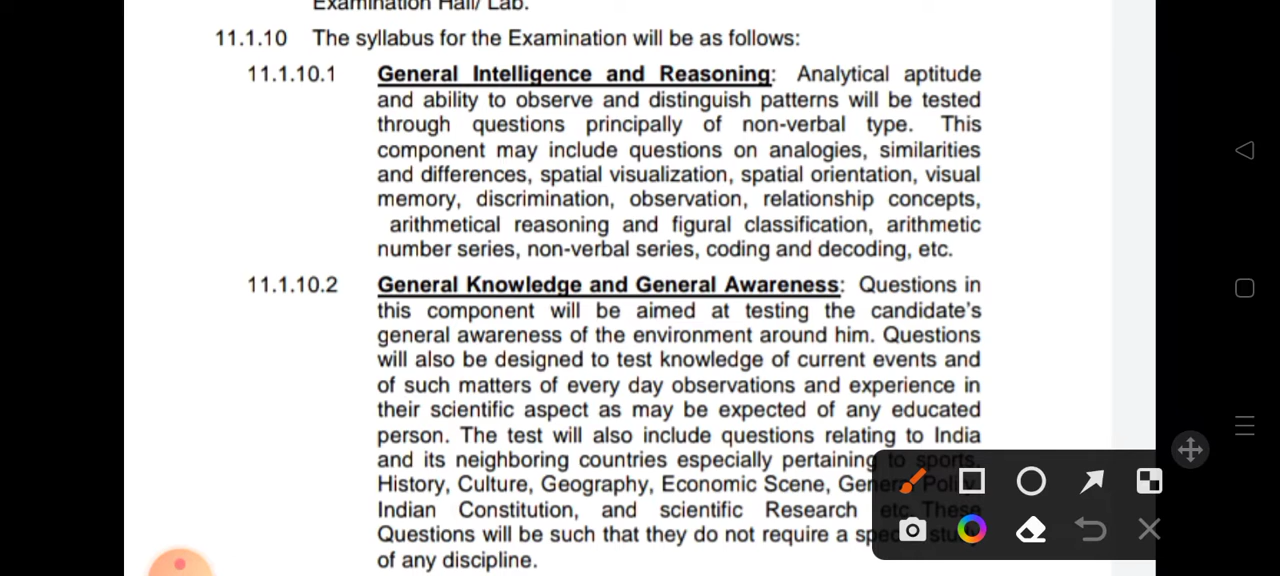 Examination Hall/ Lab.
11.1.10 The syllabus for the Examination will be as follows:
11.1.10.1 General Intelligence and Reasoning: Analytical aptitude
and ability to observe and distinguish patterns will be tested
through questions principally of non-verbal type. This
component may include questions on analogies, similarities
and differences, spatial visualization, spatial orientation, visual
memory, discrimination, observation, relationship concepts,
arithmetical reasoning and figural classification, arithmetic
number series, non-verbal series, coding and decoding, etc.
11.1.10.2 General Knowledge and General Awareness: Questions in
this component will be aimed at testing the candidate's
general awareness of the environment around him. Questions
will also be designed to test knowledge of current events and
of such matters of every day observations and experience in
their scientific aspect as may be expected of any educated
person. The test will also include questions relating to India
and its neighboring countries especially pertaining to sports,
History, Culture, Geography, Economic Scene, General Polity,
Indian Constitution, and scientific Research etc. These
Questions will be such that they do not require a special study
of any discipline.